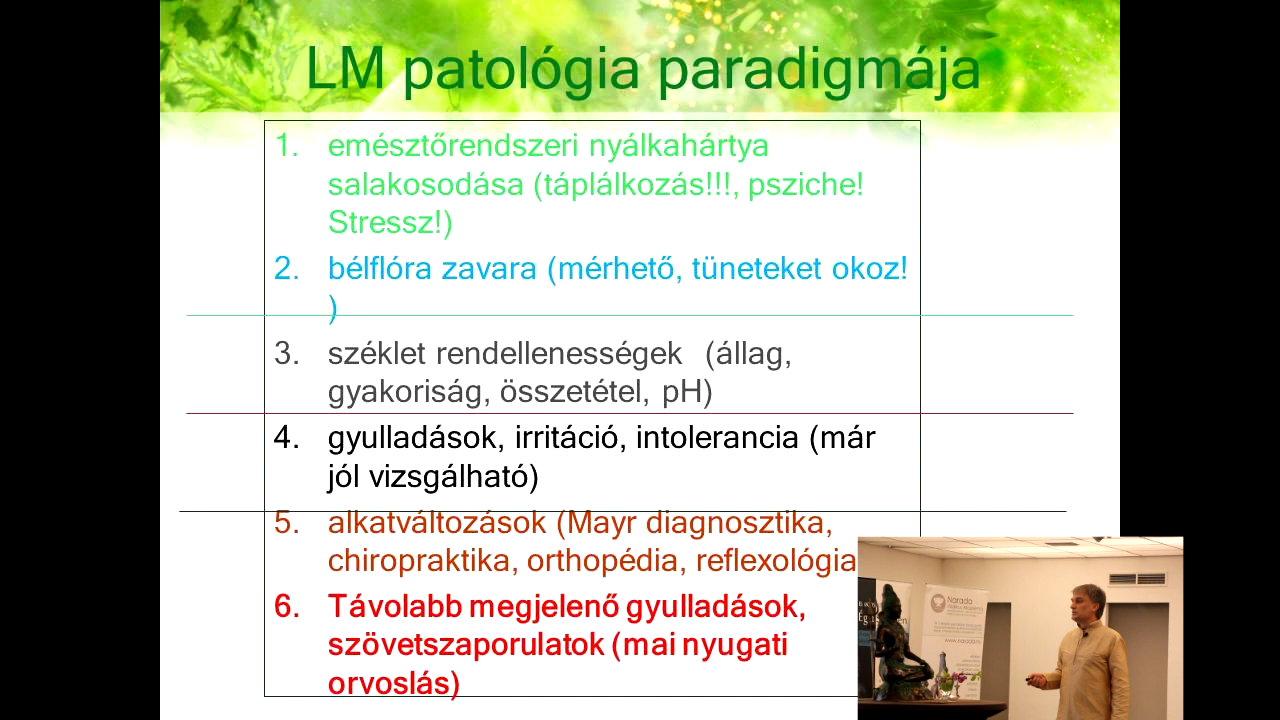 LM patológia paradigmája
1. emésztőrendszeri nyálkahártya
salakosodása (táplálkozás!!!, psziche!
Stressz!)
2. bélflóra zavara (mérhető, tüneteket okoz!
)
3. széklet rendellenességek (állag,
gyakoriság, összetétel, pH)
4. gyulladások, irritáció, intolerancia (már
jól vizsgálható)
5. alkatváltozások (Mayr diagnosztika,
chiropraktika, orthopédia, reflexológia
6. Távolabb megjelenő gyulladások,
szövetszaporulatok (mai nyugati
orvoslás)
Narada